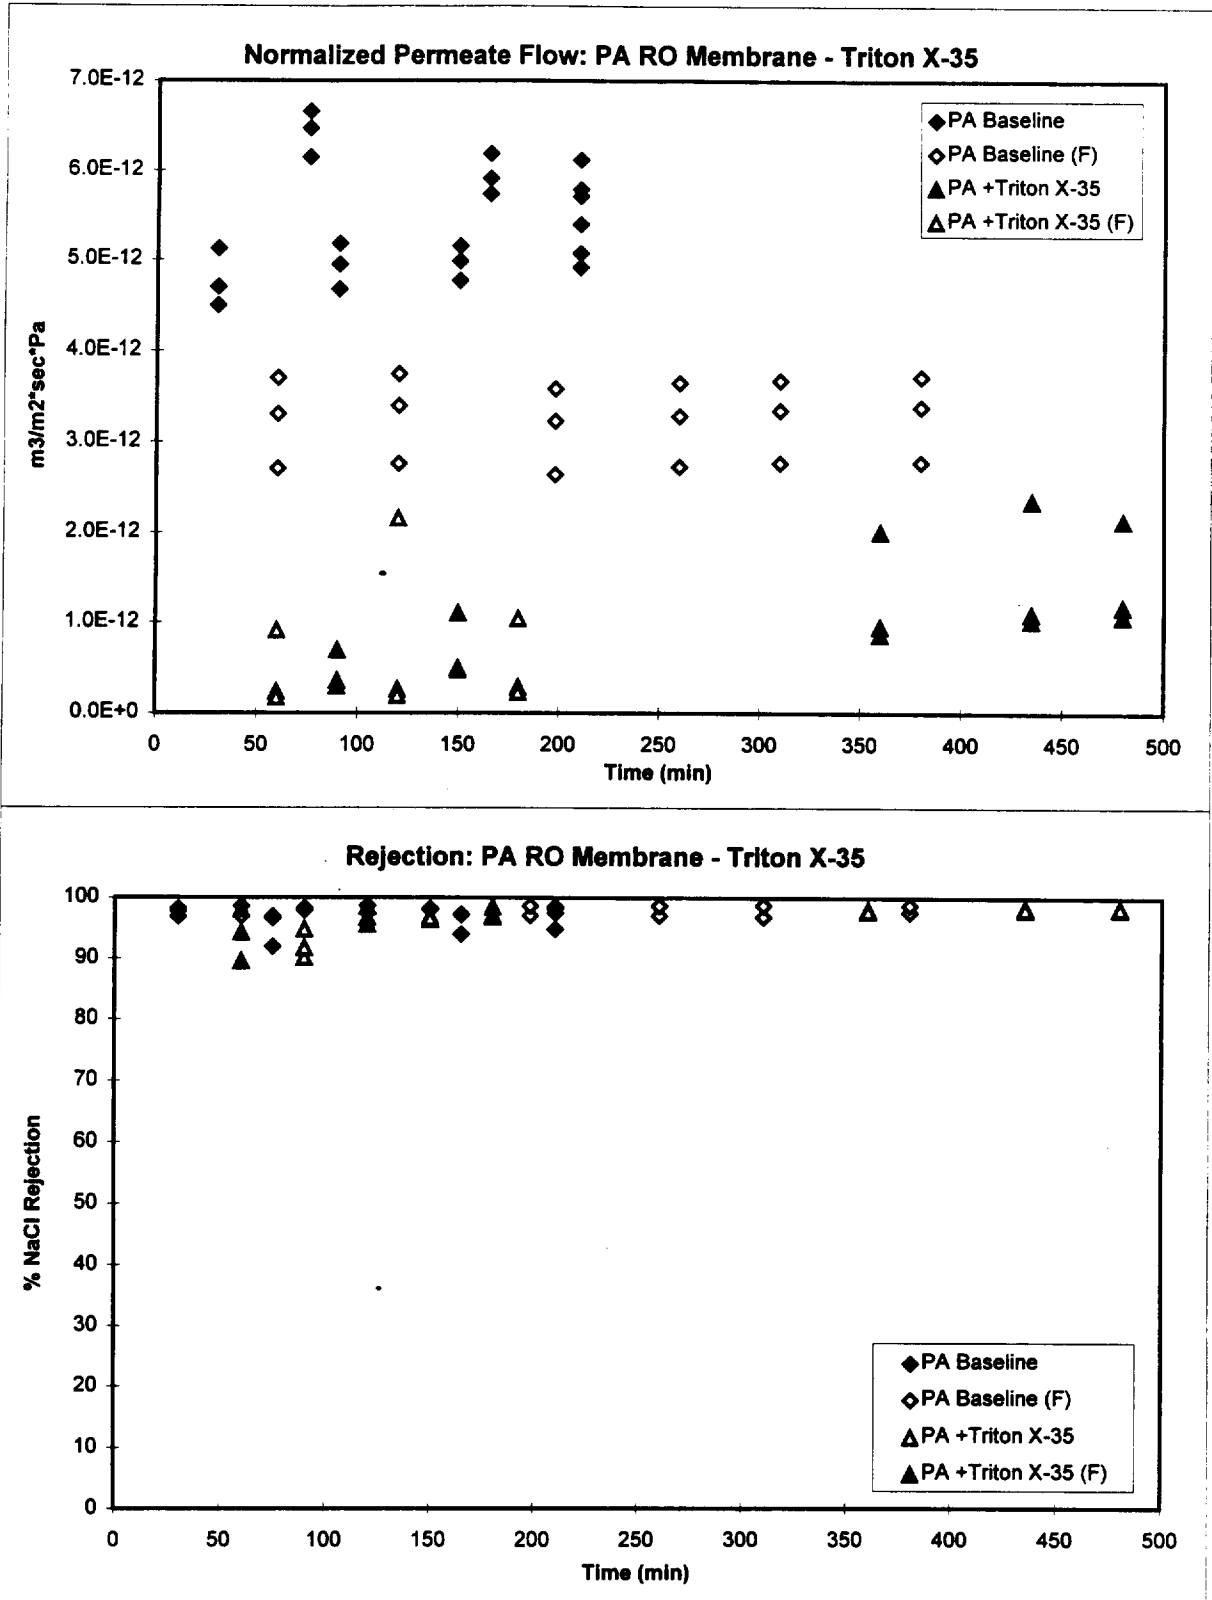 Normalized Permeate Flow: PA RO Membrane - Triton X-35
7.0E-12
6.0E-12
5.0E-12
4.0E-12
3.0E-12
2.0E-12
1.0E-12
0.0E+0
m3/m2*sec*Pa
PA Baseline
PA Baseline (F)
PA +Triton X-35
PA +Triton X-35 (F)
0 50 100 150 200 250 300 350 400 450 500
Time (min)
Rejection: PA RO Membrane - Triton X-35
100
90
80
70
60
50
40
30
20
10
0
% NaCl Rejection
PA Baseline
PA Baseline (F)
PA +Triton X-35
PA +Triton X-35 (F)
0 50 100 150 200 250 300 350 400 450 500
Time (min)